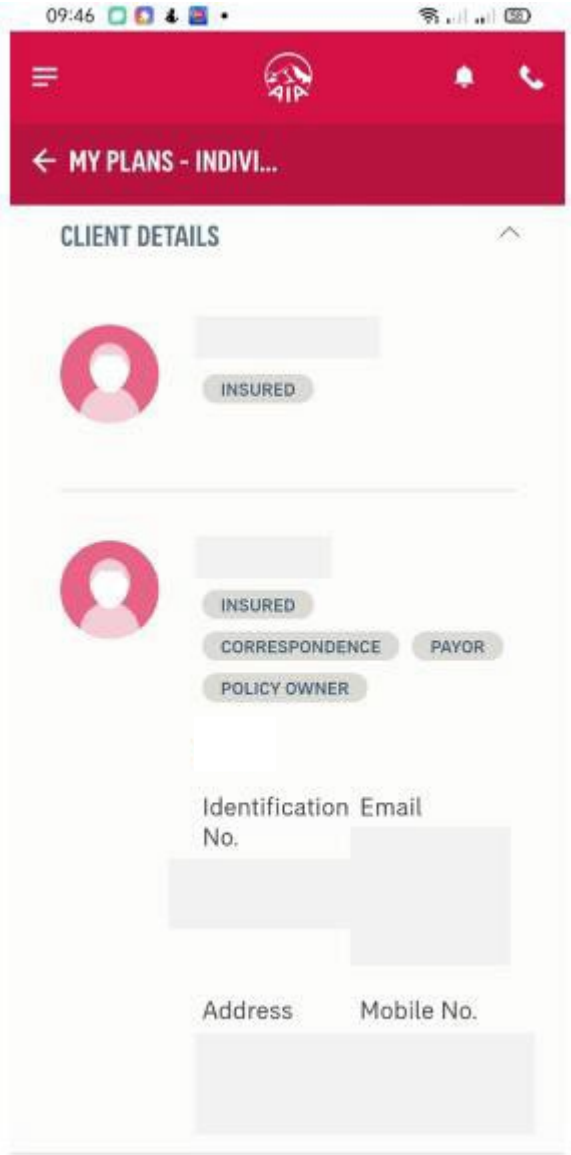 09:46
58
AIA
MY PLANS - INDIVI...
CLIENT DETAILS
INSURED
INSURED
CORRESPONDENCE PAYOR
POLICY OWNER
Identification Email
No.
Address Mobile No.